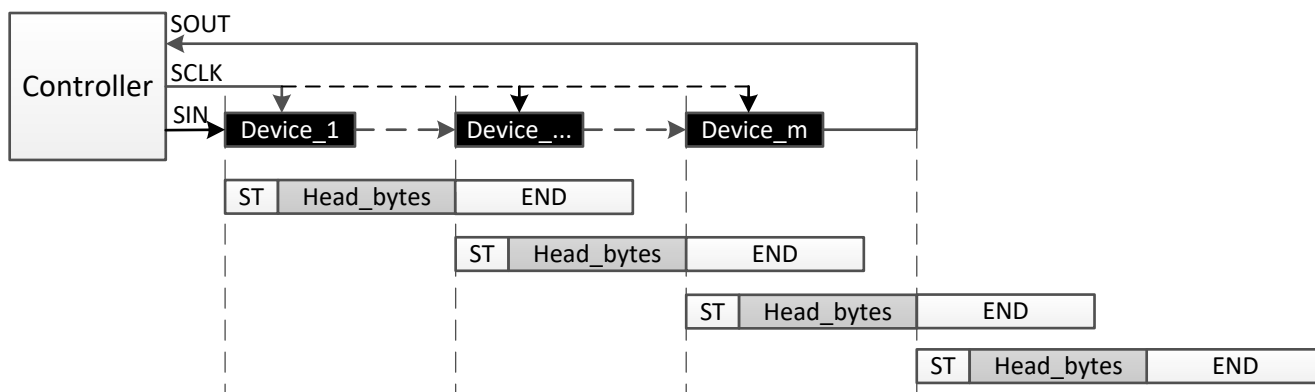 SOUT
Controller
SCLK
SIN
Device_1
Device_...
Device_m
ST Head_bytes END
ST Head_bytes END
ST Head_bytes END
ST Head_bytes END